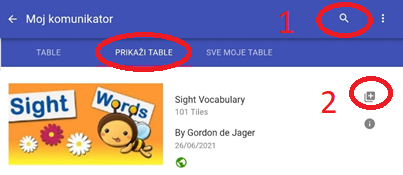 Moj komunikator
1
TABLE
PRIKAŽI TABLE
SVE MOJE TABLE
Sight Words
Sight Vocabulary
101 Tiles
2
By Gordon de Jager
26/06/2021